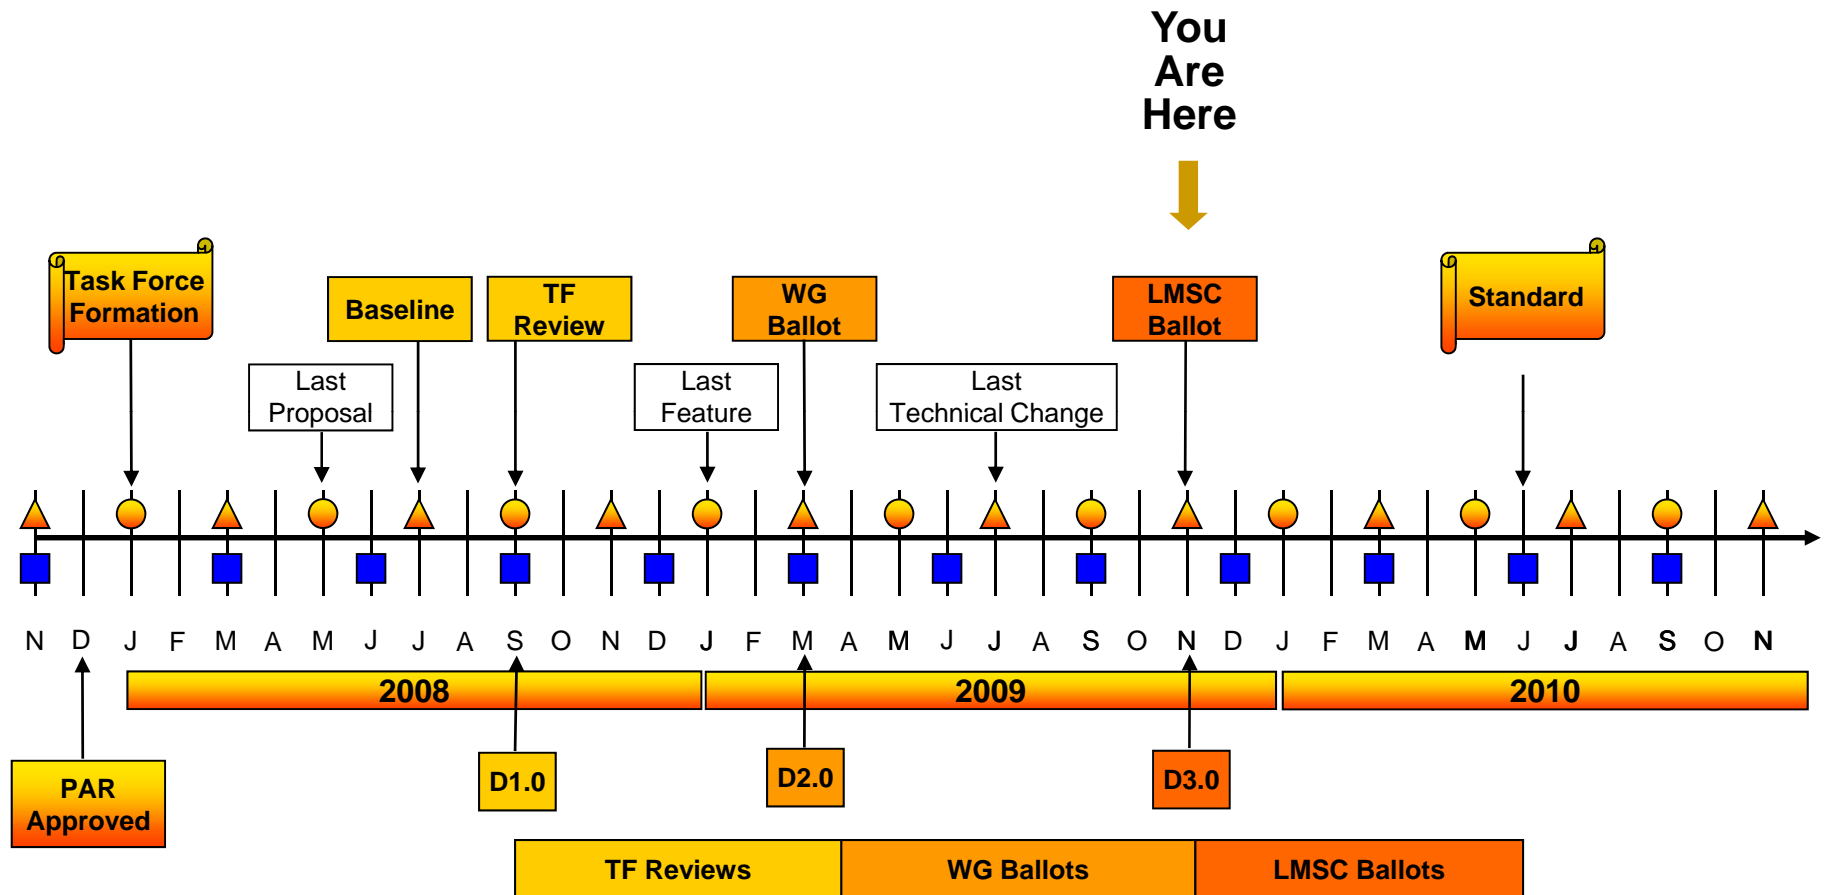 You
Are
Here
Task Force
Formation
Baseline
TF
Review
WG
Ballot
LMSC
Ballot
Standard
Last
Proposal
Last
Feature
Last
Technical Change
N D J F M A M J J A S O N D J F M A M J J A S O N D J F M A M J J A S O N
2008
2009
2010
PAR
Approved
D1.0
D2.0
D3.0
TF Reviews
WG Ballots
LMSC Ballots